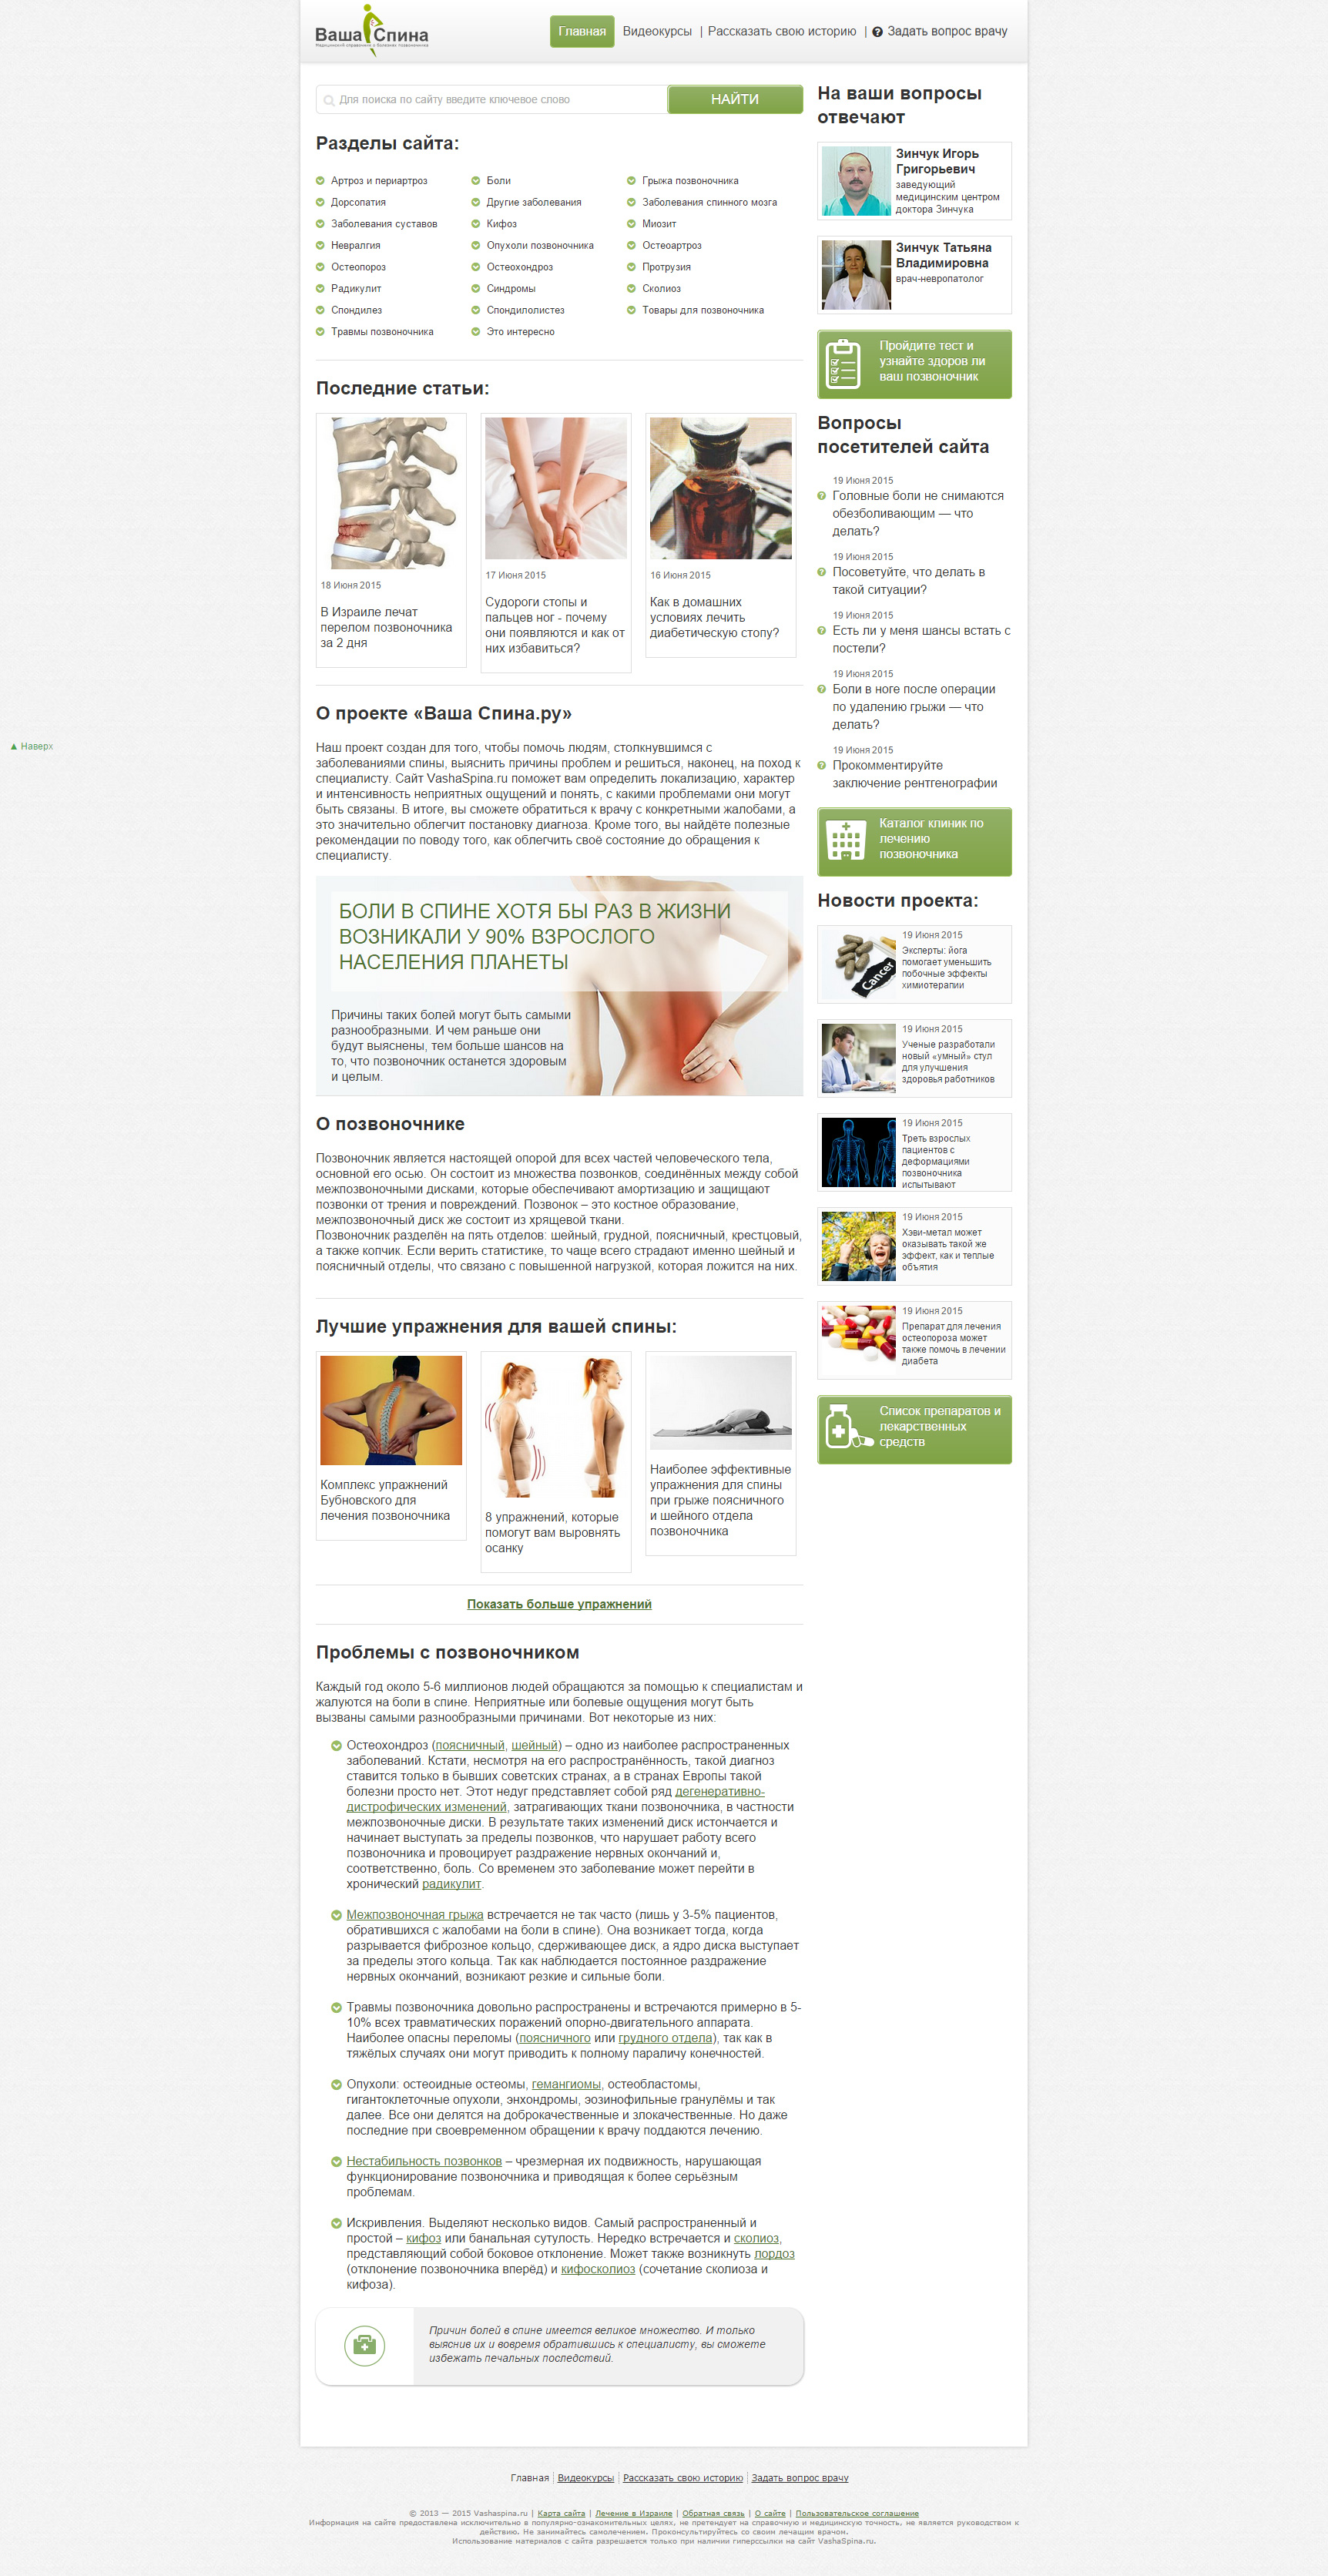 Ваша Спина
Медицинский справочник о болезнях позвоночника
Главная
Видеокурсы | Рассказать свою историю | Задать вопрос врачу
Для поиска по сайту введите ключевое слово
НАЙТИ
Разделы сайта:
Артроз и периартроз
Боли
Грыжа позвоночника
Дорсопатия
Другие заболевания
Заболевания спинного мозга
Заболевания суставов
Кифоз
Миозит
Невралгия
Опухоли позвоночника
Остеоартроз
Остеопороз
Остеохондроз
Протрузия
Радикулит
Синдромы
Сколиоз
Спондилез
Спондилолистез
Товары для позвоночника
Травмы позвоночника
Это интересно
Последние статьи:
18 Июня 2015
В Израиле лечат
перелом позвоночника
за 2 дня
17 Июня 2015
Судороги стопы и
пальцев ног - почему
они появляются и как от
них избавиться?
16 Июня 2015
Как в домашних
условиях лечить
диабетическую стопу?
О проекте «Ваша Спина.ру»
▲ Наверх
Наш проект создан для того, чтобы помочь людям, столкнувшимся с
заболеваниями спины, выяснить причины проблем и решиться, наконец, на поход к
специалисту. Сайт VashaSpina.ru поможет вам определить локализацию, характер
и интенсивность неприятных ощущений и понять, с какими проблемами они могут
быть связаны. В итоге, вы сможете обратиться к врачу с конкретными жалобами, а
это значительно облегчит постановку диагноза. Кроме того, вы найдёте полезные
рекомендации по поводу того, как облегчить своё состояние до обращения к
специалисту.
БОЛИ В СПИНЕ ХОТЯ БЫ РАЗ В ЖИЗНИ
ВОЗНИКАЛИ У 90% ВЗРОСЛОГО
НАСЕЛЕНИЯ ПЛАНЕТЫ
Причины таких болей могут быть самыми
разнообразными. И чем раньше они
будут выяснены, тем больше шансов на
то, что позвоночник останется здоровым
и целым.
О позвоночнике
Позвоночник является настоящей опорой для всех частей человеческого тела,
основной его осью. Он состоит из множества позвонков, соединённых между собой
межпозвоночными дисками, которые обеспечивают амортизацию и защищают
позвонки от трения и повреждений. Позвонок – это костное образование,
межпозвоночный диск же состоит из хрящевой ткани.
Позвоночник разделён на пять отделов: шейный, грудной, поясничный, крестцовый,
а также копчик. Если верить статистике, то чаще всего страдают именно шейный и
поясничный отделы, что связано с повышенной нагрузкой, которая ложится на них.
Лучшие упражнения для вашей спины:
Комплекс упражнений
Бубновского для
лечения позвоночника
8 упражнений, которые
помогут вам выровнять
осанку
Наиболее эффективные
упражнения для спины
при грыже поясничного
и шейного отдела
позвоночника
Показать больше упражнений
Проблемы с позвоночником
Каждый год около 5-6 миллионов людей обращаются за помощью к специалистам и
жалуются на боли в спине. Неприятные или болевые ощущения могут быть
вызваны самыми разнообразными причинами. Вот некоторые из них:
Остеохондроз (поясничный, шейный) – одно из наиболее распространенных
заболеваний. Кстати, несмотря на его распространённость, такой диагноз
ставится только в бывших советских странах, а в странах Европы такой
болезни просто нет. Этот недуг представляет собой ряд дегенеративно-
дистрофических изменений, затрагивающих ткани позвоночника, в частности
межпозвоночные диски. В результате таких изменений диск истончается и
начинает выступать за пределы позвонков, что нарушает работу всего
позвоночника и провоцирует раздражение нервных окончаний и,
соответственно, боль. Со временем это заболевание может перейти в
хронический радикулит.
Межпозвоночная грыжа встречается не так часто (лишь у 3-5% пациентов,
обратившихся с жалобами на боли в спине). Она возникает тогда, когда
разрывается фиброзное кольцо, сдерживающее диск, а ядро диска выступает
за пределы этого кольца. Так как наблюдается постоянное раздражение
нервных окончаний, возникают резкие и сильные боли.
Травмы позвоночника довольно распространены и встречаются примерно в 5-
10% всех травматических поражений опорно-двигательного аппарата.
Наиболее опасны переломы (поясничного или грудного отдела), так как в
тяжёлых случаях они могут приводить к полному параличу конечностей.
Опухоли: остеоидные остеомы, гемангиомы, остеобластомы,
гигантоклеточные опухоли, энхондромы, эозинофильные гранулёмы и так
далее. Все они делятся на доброкачественные и злокачественные. Но даже
последние при своевременном обращении к врачу поддаются лечению.
Нестабильность позвонков – чрезмерная их подвижность, нарушающая
функционирование позвоночника и приводящая к более серьёзным
проблемам.
Искривления. Выделяют несколько видов. Самый распространенный и
простой – кифоз или банальная сутулость. Нередко встречается и сколиоз,
представляющий собой боковое отклонение. Может также возникнуть лордоз
(отклонение позвоночника вперёд) и кифосколиоз (сочетание сколиоза и
кифоза).
Причин болей в спине имеется великое множество. И только
выяснив их и вовремя обратившись к специалисту, вы сможете
избежать печальных последствий.
На ваши вопросы
отвечают
Зинчук Игорь
Григорьевич
заведующий
медицинским центром
доктора Зинчука
Зинчук Татьяна
Владимировна
врач-невропатолог
Пройдите тест и
узнайте здоров ли
ваш позвоночник
Вопросы
посетителей сайта
19 Июня 2015
Головные боли не снимаются
обезболивающим — что
делать?
19 Июня 2015
Посоветуйте, что делать в
такой ситуации?
19 Июня 2015
Есть ли у меня шансы встать с
постели?
19 Июня 2015
Боли в ноге после операции
по удалению грыжи — что
делать?
19 Июня 2015
Прокомментируйте
заключение рентгенографии
Каталог клиник по
лечению
позвоночника
Новости проекта:
Cancer
19 Июня 2015
Эксперты: йога
помогает уменьшить
побочные эффекты
химиотерапии
19 Июня 2015
Ученые разработали
новый «умный» стул
для улучшения
здоровья работников
19 Июня 2015
Треть взрослых
пациентов с
деформациями
позвоночника
испытывают
19 Июня 2015
Хэви-метал может
оказывать такой же
эффект, как и теплые
объятия
19 Июня 2015
Препарат для лечения
остеопороза может
также помочь в лечении
диабета
Список препаратов и
лекарственных
средств
Главная | Видеокурсы | Рассказать свою историю | Задать вопрос врачу
© 2013 — 2015 Vashaspina.ru | Карта сайта | Лечение в Израиле | Обратная связь | О сайте | Пользовательское соглашение
Информация на сайте предоставлена исключительно в популярно-ознакомительных целях, не претендует на справочную и медицинскую точность, не является руководством к
действию. Не занимайтесь самолечением. Проконсультируйтесь со своим лечащим врачом.
Использование материалов с сайта разрешается только при наличии гиперссылки на сайт VashaSpina.ru.